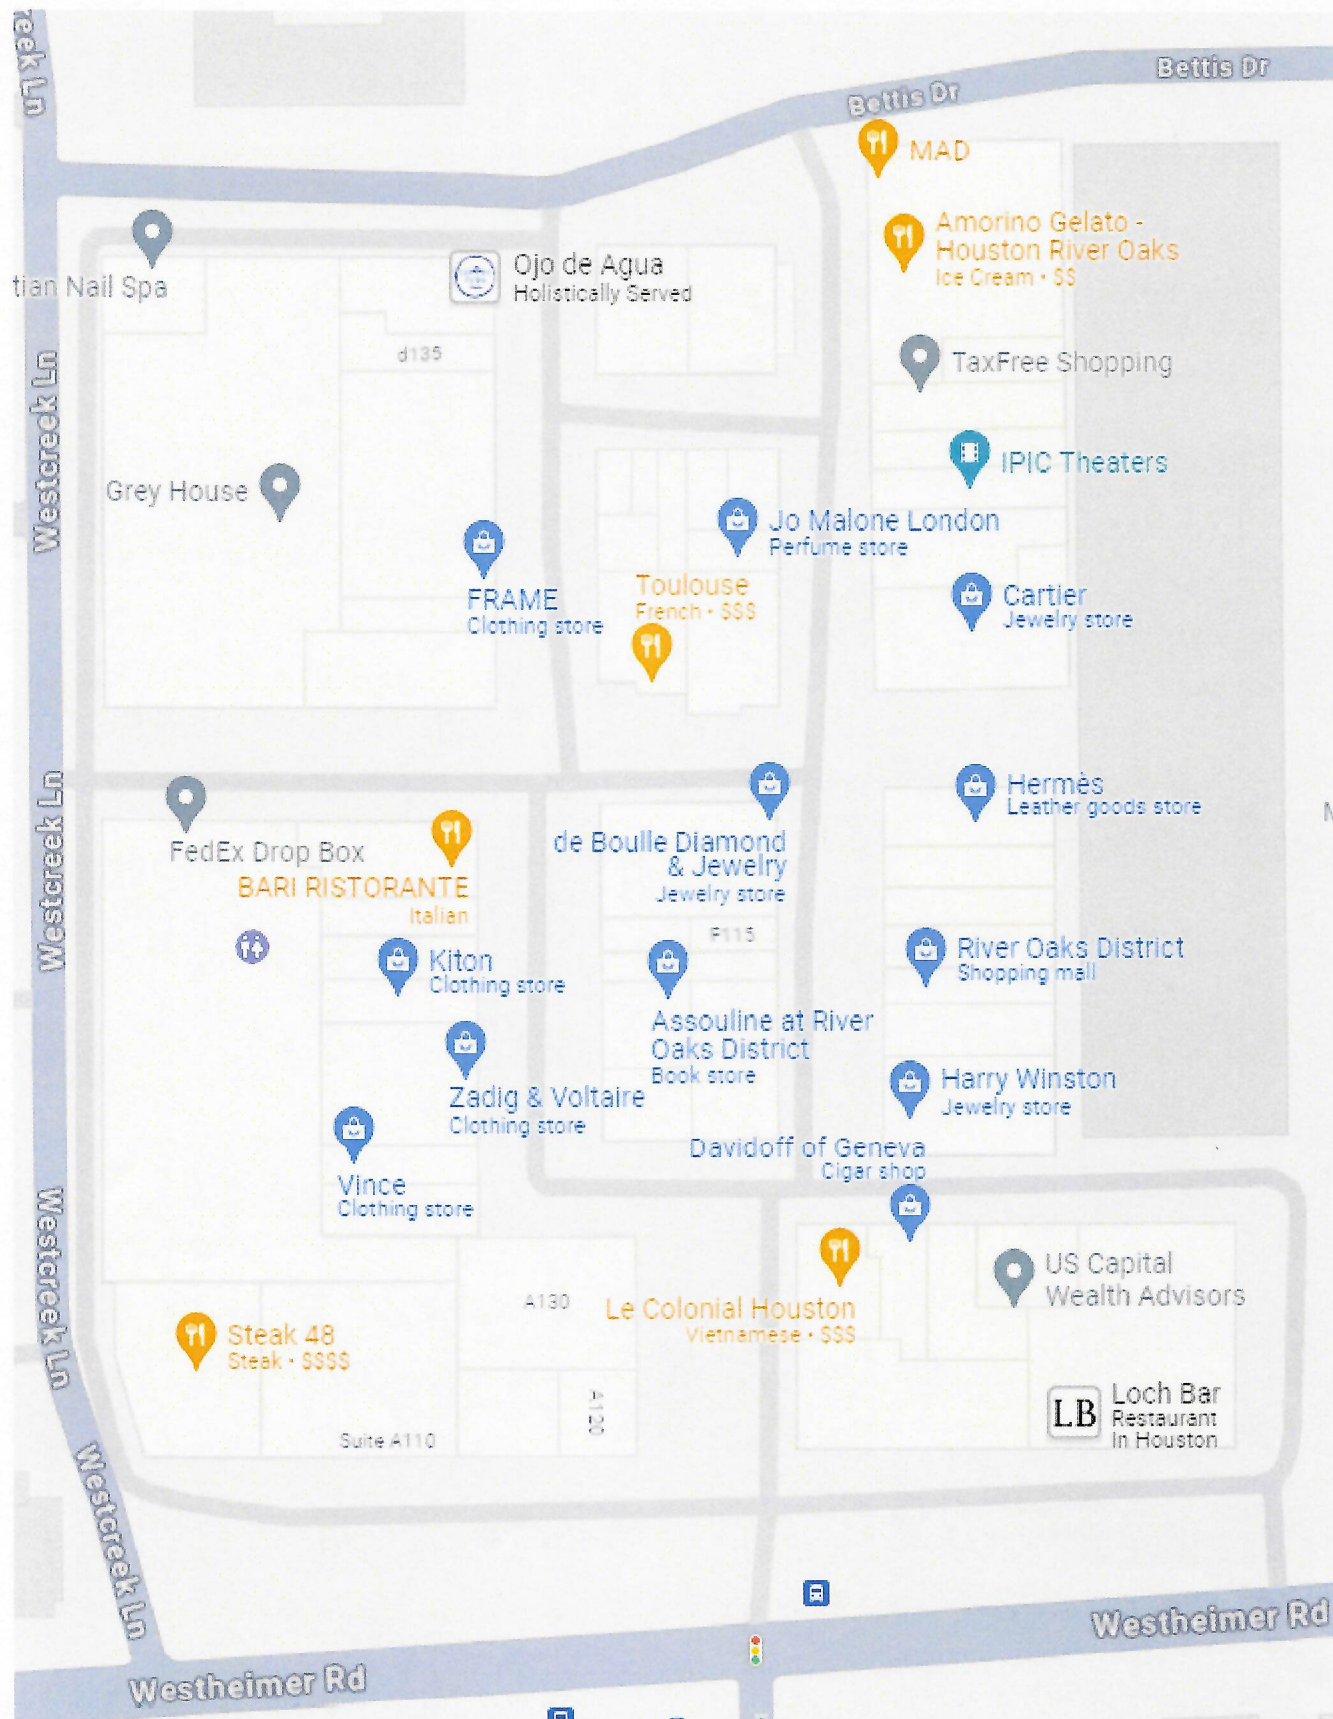 eek Ln
Bettis Dr
Bettis Dr
MAD
Amorino Gelato -
Houston River Oaks
Ice Cream • $$
tian Nail Spa
Ojo de Agua
Holistically Served
d135
TaxFree Shopping
Westcreek Ln
IPIC Theaters
Grey House
Jo Malone London
Perfume store
FRAME
Clothing store
Toulouse
French • $$$
Cartier
Jewelry store
Westcreek Ln
Hermès
Leather goods store
M
FedEx Drop Box
BARI RISTORANTE
Italian
de Boulle Diamond
& Jewelry
Jewelry store
F115
Kiton
Clothing store
River Oaks District
Shopping mall
Assouline at River
Oaks District
Book store
Zadig & Voltaire
Clothing store
Harry Winston
Jewelry store
Vince
Clothing store
Davidoff of Geneva
Cigar shop
Westcreek Ln
US Capital
Wealth Advisors
A130
Le Colonial Houston
Vietnamese • $$$
Steak 48
Steak • $$$$
A120
Suite A110
LB
Loch Bar
Restaurant
In Houston
Westcreek Ln
Westheimer Rd
Westheimer Rd